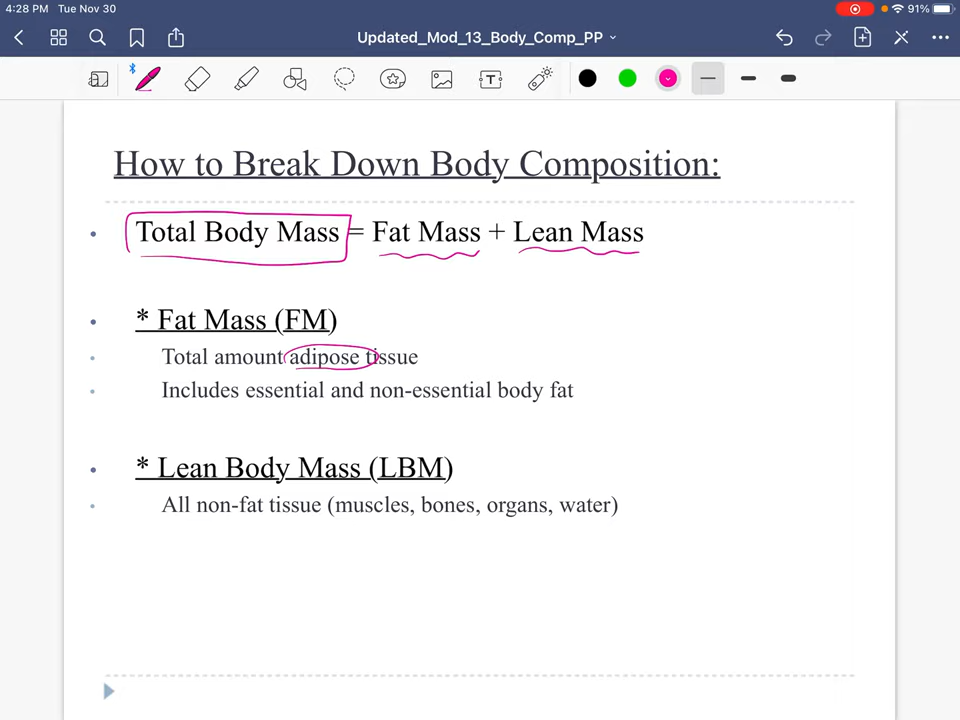 4:28 PM Tue Nov 30
91%
Updated_Mod_13_Body_Comp_PP
T
How to Break Down Body Composition:
• Total Body Mass = Fat Mass + Lean Mass
• * Fat Mass (FM)
• Total amount adipose tissue
• Includes essential and non-essential body fat
• * Lean Body Mass (LBM)
• All non-fat tissue (muscles, bones, organs, water)